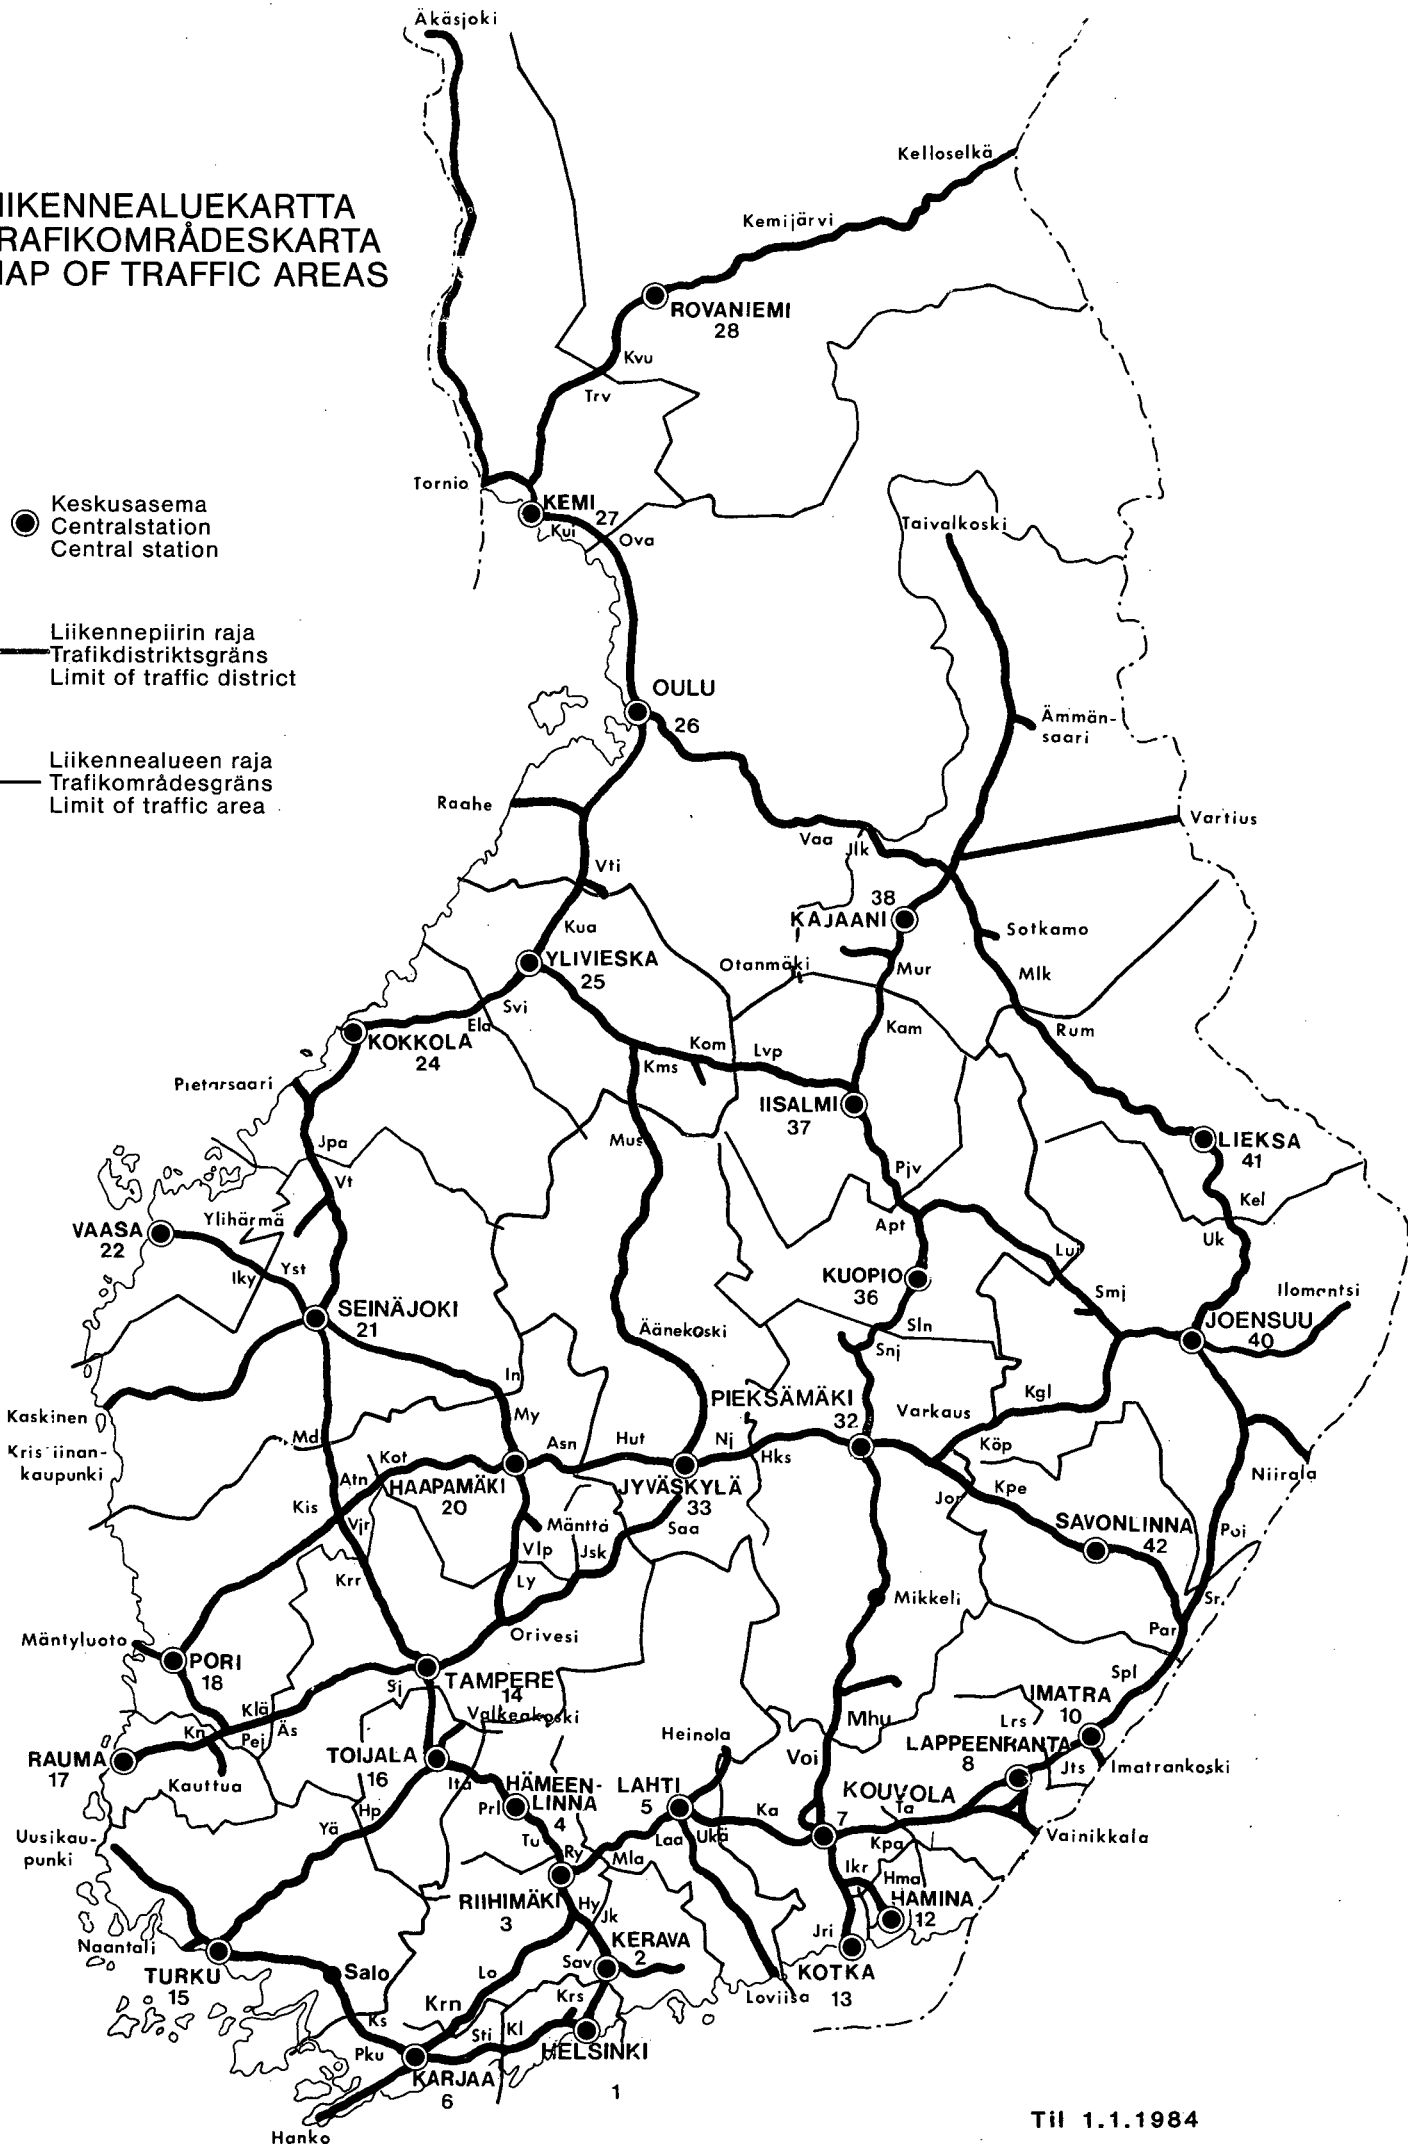 Äkäsjoki
Kelloselkä
IIKENNEALUEKARTTA
RAFIKOMRÅDESKARTA
IAP OF TRAFFIC AREAS
Kemijärvi
ROVANIEMI
28
Kvu
Trv
Tornio
KEMI
27
Kui
Ova
Keskusasema
Centralstation
Central station
Taivalkoski
Liikennepiirin raja
Trafikdistriktsgräns
Limit of traffic district
OULU
26
Ämmän-
saari
Liikennealueen raja
Trafikområdesgräns
Limit of traffic area
Raahe
Vartius
Vaa
Jlk
Vti
38
KAJAANI
Kua
Sotkamo
YLIVIESKA
25
Otanmäki
Mur
Mlk
Svi
Ela
Kam
Rum
KOKKOLA
24
Kom
Lvp
Kms
Pietarsaari
IISALMI
37
Mus
Jpa
LIEKSA
41
Pjv
Vt
Kel
Ylihärmä
VAASA
22
Apt
Uk
Iky
Yst
Lui
KUOPIO
36
Smj
Ilomantsi
SEINÄJOKI
21
Sln
JOENSUU
40
Äänekoski
Snj
In
PIEKSÄMÄKI
32
Kgl
Varkaus
Kaskinen
My
Md
Kristiinan-
kaupunki
Asn
Hut
Nj
Hks
Köp
Kot
Atn
HAAPAMÄKI
20
JYVÄSKYLÄ
33
Niirala
Kis
Vjr
Jor
Kpe
Mänttä
Saa
SAVONLINNA
42
Poi
Vlp
Jsk
Krr
Ly
Mikkeli
Sr.
Orivesi
Par
Mäntyluoto
PORI
18
Spl
TAMPERE
14
Sj
IMATRA
10
Valkeakoski
Klä
Äs
Kn
Pej
Lrs
Mhu
Heinola
Voi
LAPPEENRANTA
8
RAUMA
17
TOIJALA
16
Jts
Imatrankoski
Kauttua
Ita
HÄMEEN-
LINNA
4
LAHTI
5
KOUVOLA
7
Prl
Hp
Ka
Ta
Yä
Uusikau-
punki
Tu
Laa
Ukä
Kpa
Vainikkala
Ry
Mla
Ikr
Hma
RIIHIMÄKI
3
Hy
Jk
HAMINA
12
Jri
Naantali
KERAVA
2
TURKU
15
Salo
Lo
Sav
KOTKA
13
Krn
Krs
Loviisa
Ks
Sti
Kl
Pku
HELSINKI
1
KARJAA
6
Hanko
Til 1.1.1984